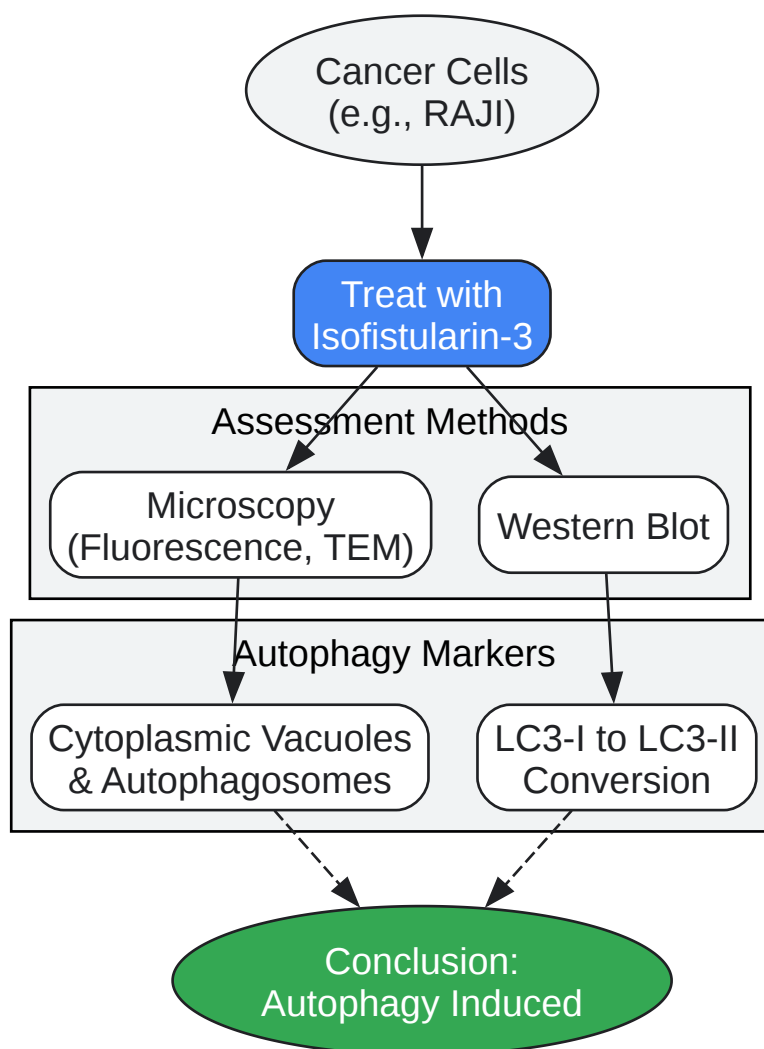 Cancer Cells
(e.g., RAJI)
Treat with
Isofistularin-3
Assessment Methods
Microscopy
(Fluorescence, TEM)
Western Blot
Autophagy Markers
Cytoplasmic Vacuoles
& Autophagosomes
LC3-I to LC3-II
Conversion
Conclusion:
Autophagy Induced